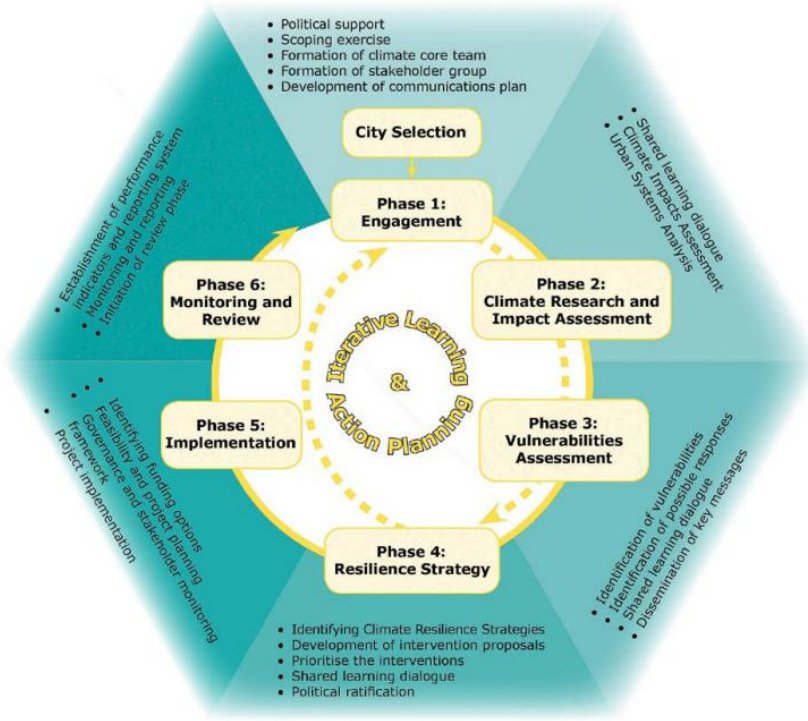 • Political support
• Scoping exercise
• Formation of climate core team
• Formation of stakeholder group
• Development of communications plan
City Selection
Phase 1:
Engagement
• Shared learning dialogue
• Climate Impacts Assessment
• Urban Systems Analysis
Phase 2:
Climate Research and
Impact Assessment
• Identification of vulnerabilities
• Identification of possible responses
• Shared learning dialogue
• Dissemination of key messages
Phase 3:
Vulnerabilities
Assessment
Phase 4:
Resilience Strategy
• Identifying Climate Resilience Strategies
• Development of intervention proposals
• Prioritise the interventions
• Shared learning dialogue
• Political ratification
Phase 5:
Implementation
• Identifying funding options
• Feasibility and project planning
• Governance and stakeholder monitoring
framework
• Project implementation
Phase 6:
Monitoring and
Review
• Establishment of performance
indicators and reporting system
• Monitoring and reporting
• Initiation of review phase
Iterative Learning
&
Action Planning